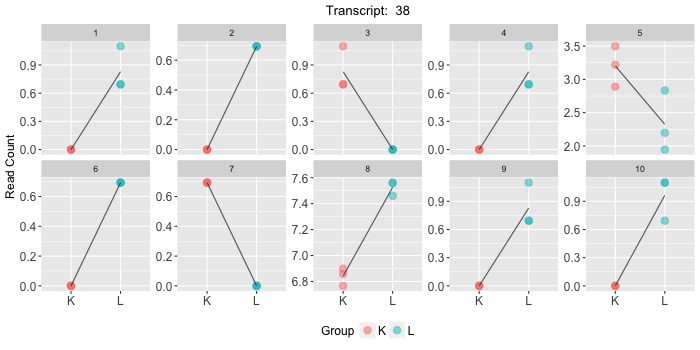 Transcript: 38
1 2 3 4 5
0.9 0.6 0.3 0.0
0.6 0.4 0.2 0.0
0.9 0.6 0.3 0.0
0.9 0.6 0.3 0.0
3.5 3.0 2.5 2.0
Read Count
6 7 8 9 10
0.6 0.4 0.2 0.0
0.6 0.4 0.2 0.0
7.6 7.4 7.2 7.0 6.8
0.9 0.6 0.3 0.0
0.9 0.6 0.3 0.0
K L K L K L K L K L
Group K L